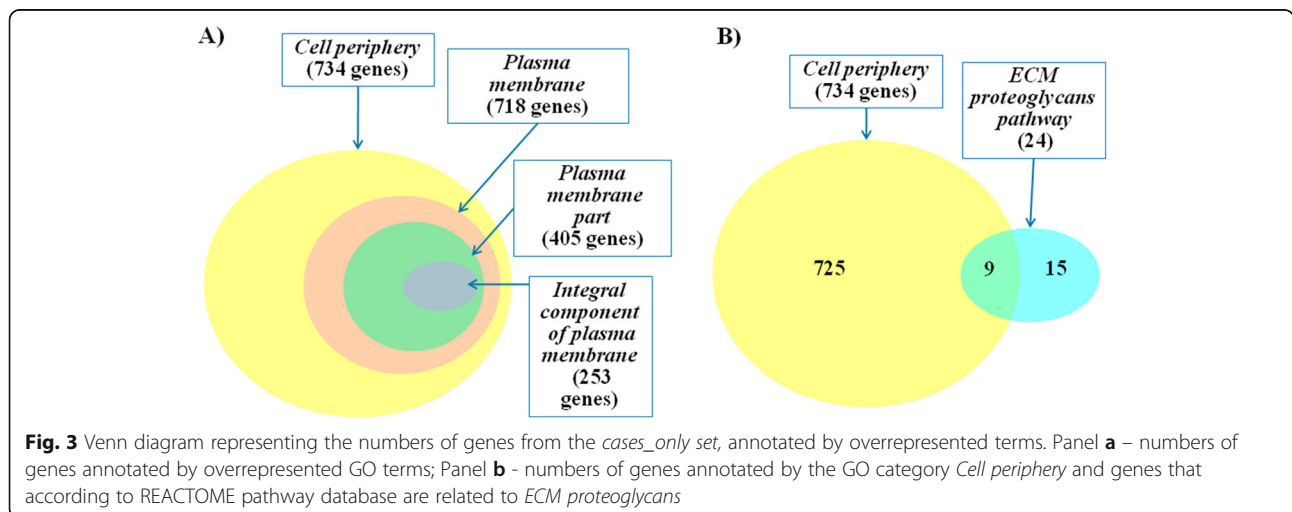 A)
Cell periphery
(734 genes)
Plasma
membrane
(718 genes)
Plasma
membrane
part
(405 genes)
Integral
component
of plasma
membrane
(253
genes)
B)
Cell periphery
(734 genes)
ECM
proteoglycans
pathway
(24)
725
9
15
Fig. 3 Venn diagram representing the numbers of genes from the cases_only set, annotated by overrepresented terms. Panel a – numbers of
genes annotated by overrepresented GO terms; Panel b - numbers of genes annotated by the GO category Cell periphery and genes that
according to REACTOME pathway database are related to ECM proteoglycans